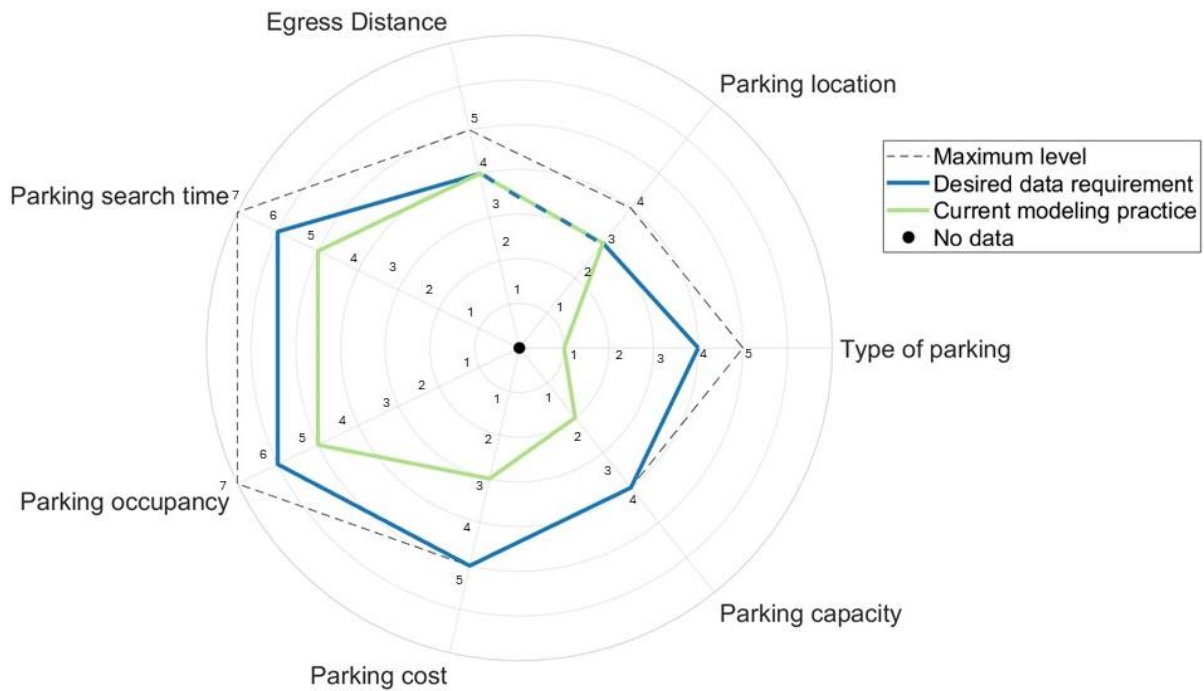 Egress Distance
Parking location
Maximum level
Desired data requirement
Current modeling practice
No data
Parking search time
Type of parking
Parking occupancy
Parking capacity
Parking cost
1 2 3 4 5
1 2 3 4
1 2 3 4 5
1 2 3 4 5 6 7
1 2 3 4 5 6 7
1 2 3 4 5
1 2 3 4